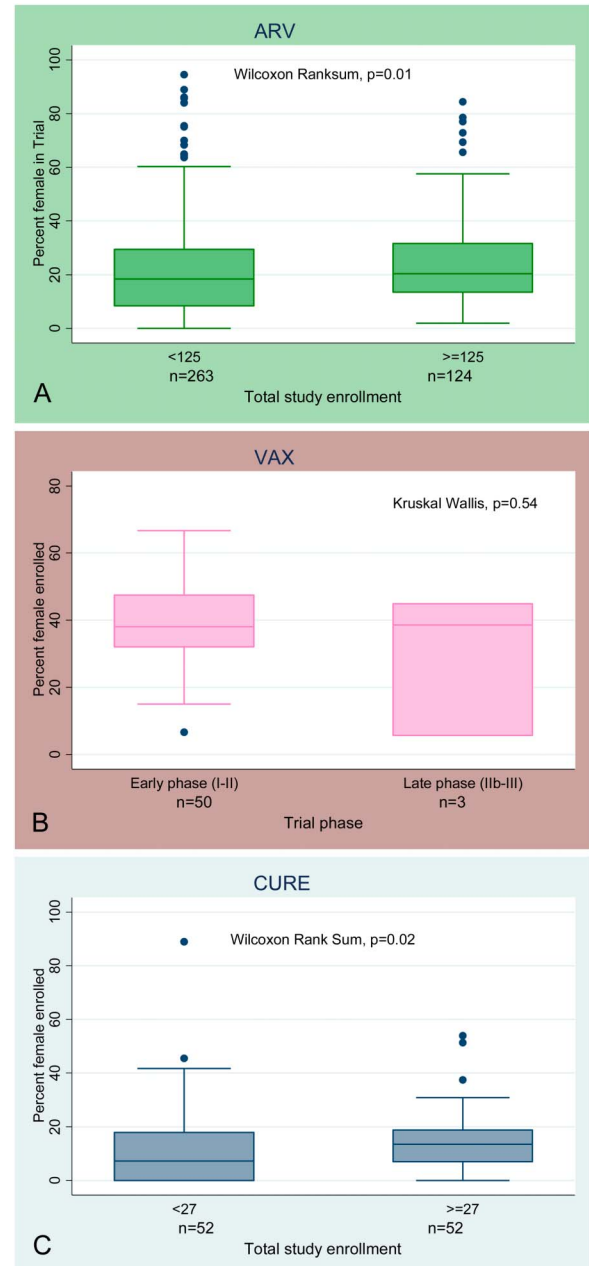 ARV
Wilcoxon Ranksum, p=0.01
Percent female in Trial
100
80
60
40
20
0
<125
>=125
n=263
n=124
Total study enrollment
A
VAX
Kruskal Wallis, p=0.54
Percent female enrolled
80
60
40
20
0
Early phase (I-II)
Late phase (IIb-III)
n=50
n=3
Trial phase
B
CURE
Wilcoxon Rank Sum, p=0.02
Percent female enrolled
100
80
60
40
20
0
<27
>=27
n=52
n=52
Total study enrollment
C